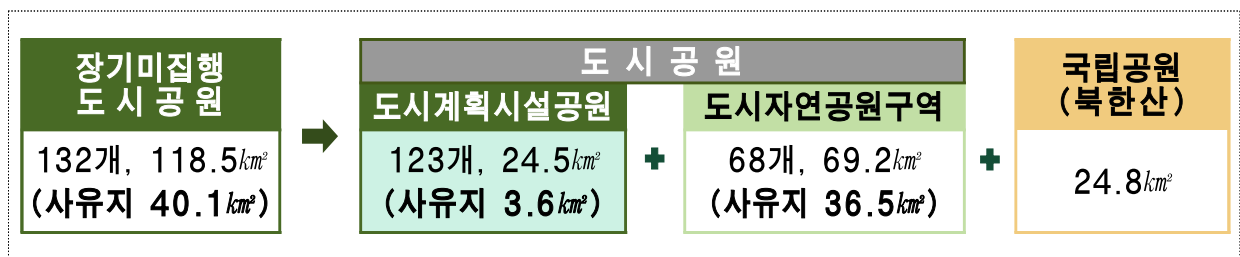 장기미집행
도 시 공 원
132개, 118.5㎢
(사유지 40.1㎢)
도 시 공 원
도시계획시설공원
123개, 24.5㎢
(사유지 3.6㎢)
도시자연공원구역
68개, 69.2㎢
(사유지 36.5㎢)
국립공원
(북한산)
24.8㎢